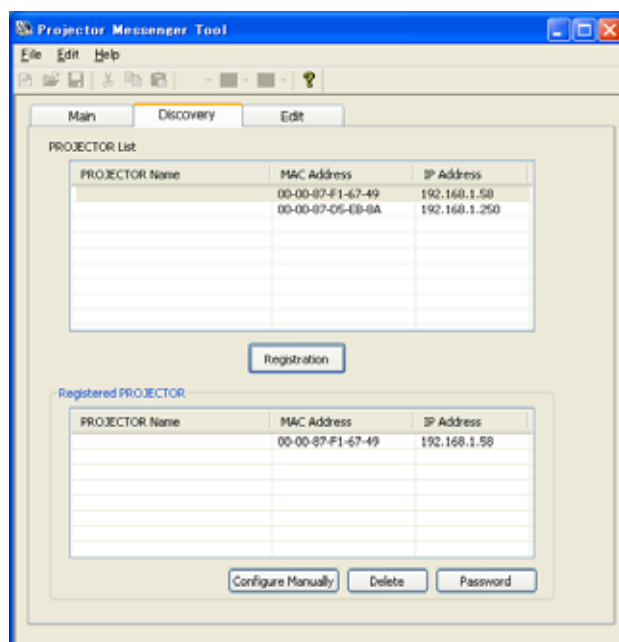 Projector Messenger Tool
File Edit Help
Main Discovery Edit
PROJECTOR List
PROJECTOR Name MAC Address IP Address
00-00-87-F1-67-49 192.168.1.58
00-00-87-D5-E8-8A 192.168.1.250
Registration
Registered PROJECTOR
PROJECTOR Name MAC Address IP Address
00-00-87-F1-67-49 192.168.1.58
Configure Manually Delete Password